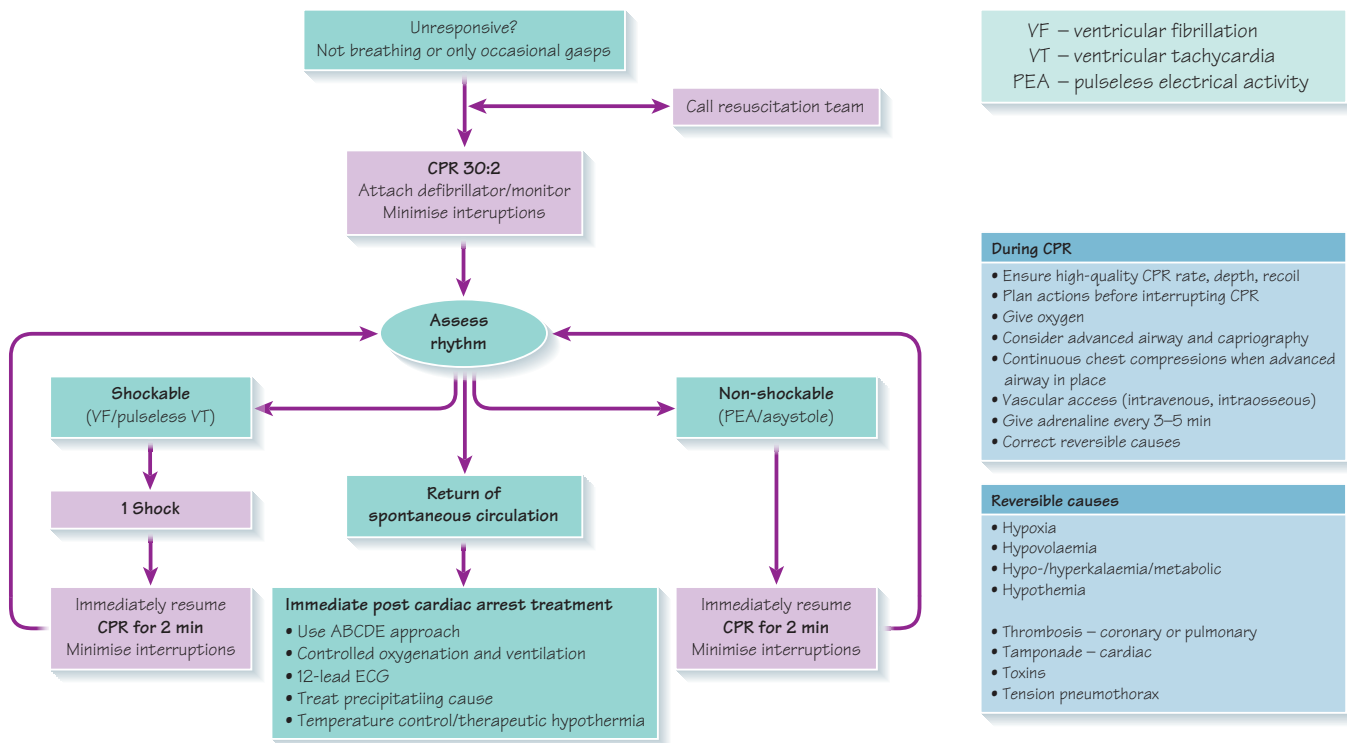 Unresponsive?
Not breathing or only occasional gasps
Call resuscitation team
CPR 30:2
Attach defibrillator/monitor
Minimise interuptions
Assess
rhythm
Shockable
(VF/pulseless VT)
1 Shock
Immediately resume
CPR for 2 min
Minimise interruptions
Return of
spontaneous circulation
Immediate post cardiac arrest treatment
• Use ABCDE approach
• Controlled oxygenation and ventilation
• 12-lead ECG
• Treat precipitatiing cause
• Temperature control/therapeutic hypothermia
Non-shockable
(PEA/asystole)
Immediately resume
CPR for 2 min
Minimise interruptions
VF – ventricular fibrillation
VT – ventricular tachycardia
PEA – pulseless electrical activity
During CPR
• Ensure high-quality CPR rate, depth, recoil
• Plan actions before interrupting CPR
• Give oxygen
• Consider advanced airway and capriography
• Continuous chest compressions when advanced
airway in place
• Vascular access (intravenous, intraosseous)
• Give adrenaline every 3–5 min
• Correct reversible causes
Reversible causes
• Hypoxia
• Hypovolaemia
• Hypo-/hyperkalaemia/metabolic
• Hypothemia
• Thrombosis – coronary or pulmonary
• Tamponade – cardiac
• Toxins
• Tension pneumothorax